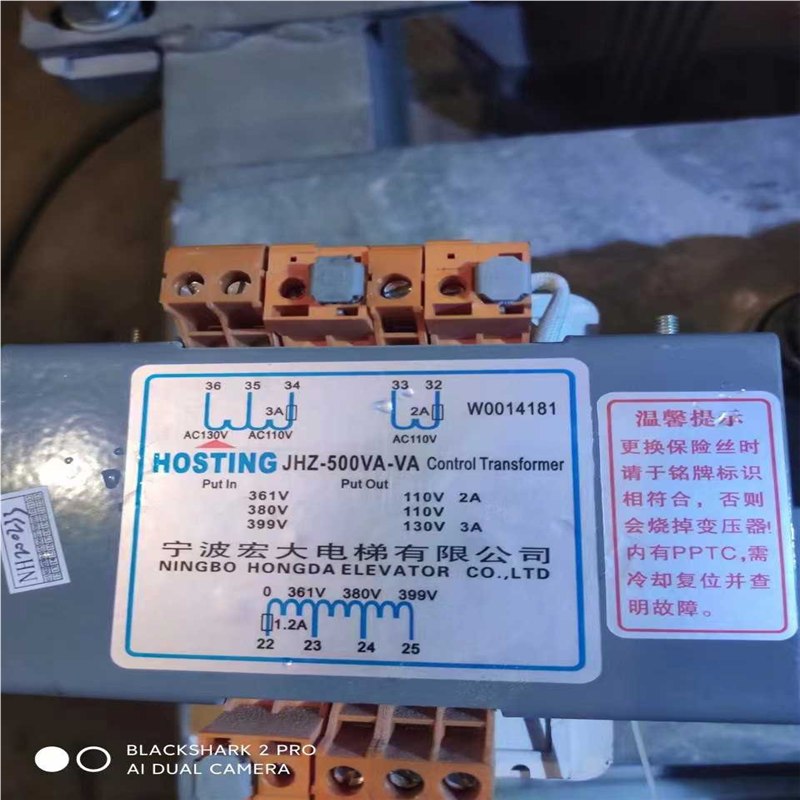 36 35 34
33 32
3A
2A
W0014181
AC130V AC110V
AC110V
HOSTING JHZ-500VA-VA Control Transformer
Put In Put Out
361V 110V 2A
380V 110V
399V 130V 3A
宁波宏大电梯有限公司
NINGBO HONGDA ELEVATOR CO.,LTD
0 361V 380V 399V
1.2A
22 23 24 25
温馨提示
更换保险丝时
请于铭牌标识
相符合，否则
会烧掉变压器!
内有PPTC,需
冷却复位并查
明故障。
BLACKSHARK 2 PRO
AI DUAL CAMERA